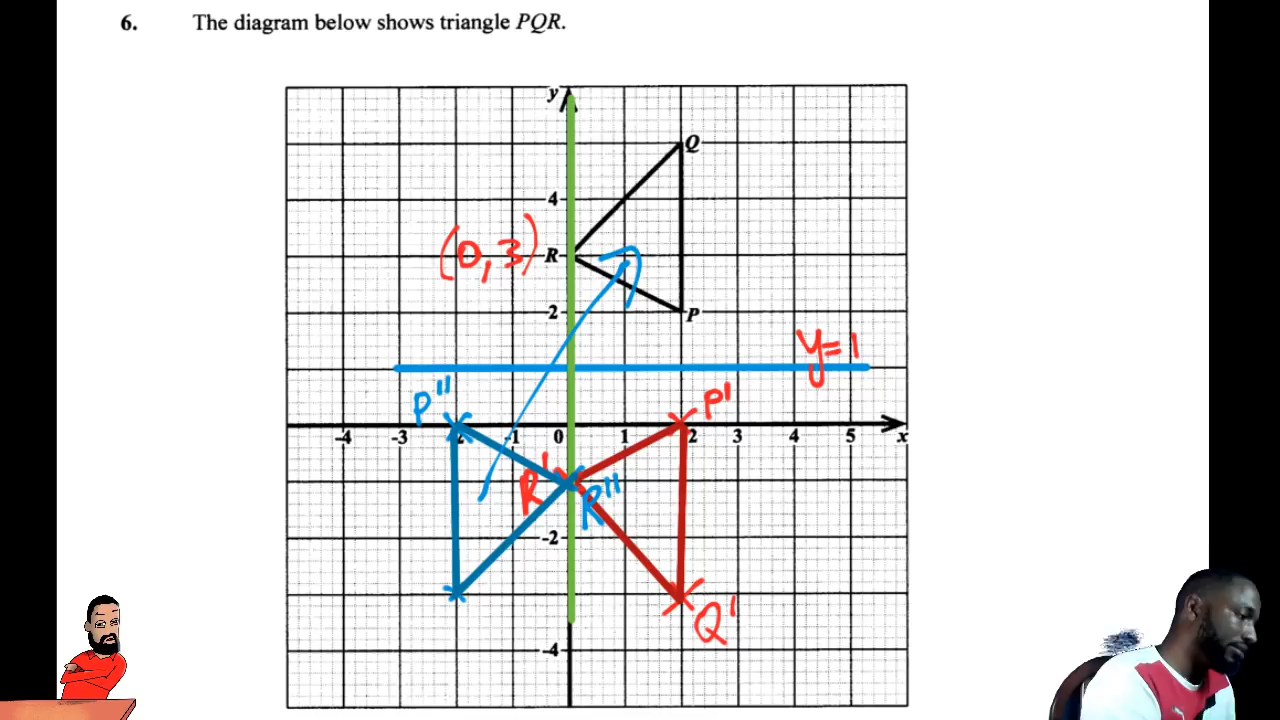 6. The diagram below shows triangle PQR.
y
Q
4
(0,3) R
2
P
y=1
P'' P'
-4 -3 -2 -1 0 1 2 3 4 5 x
R' R''
-2
Q'
-4